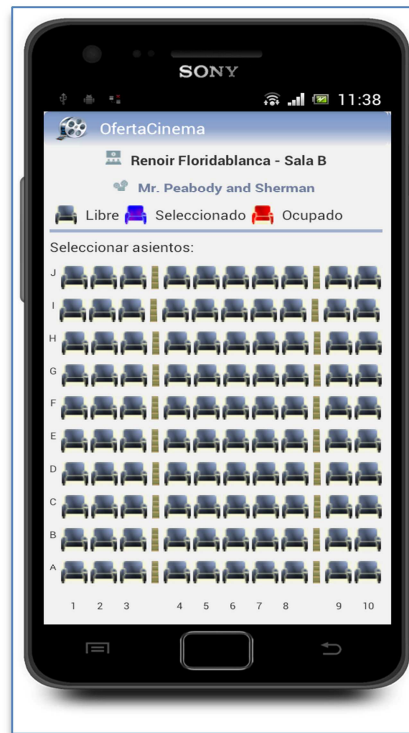 SONY
11:38
OfertaCinema
Renoir Floridablanca - Sala B
Mr. Peabody and Sherman
Libre Seleccionado Ocupado
Seleccionar asientos:
J
I
H
G
F
E
D
C
B
A
1 2 3 4 5 6 7 8 9 10